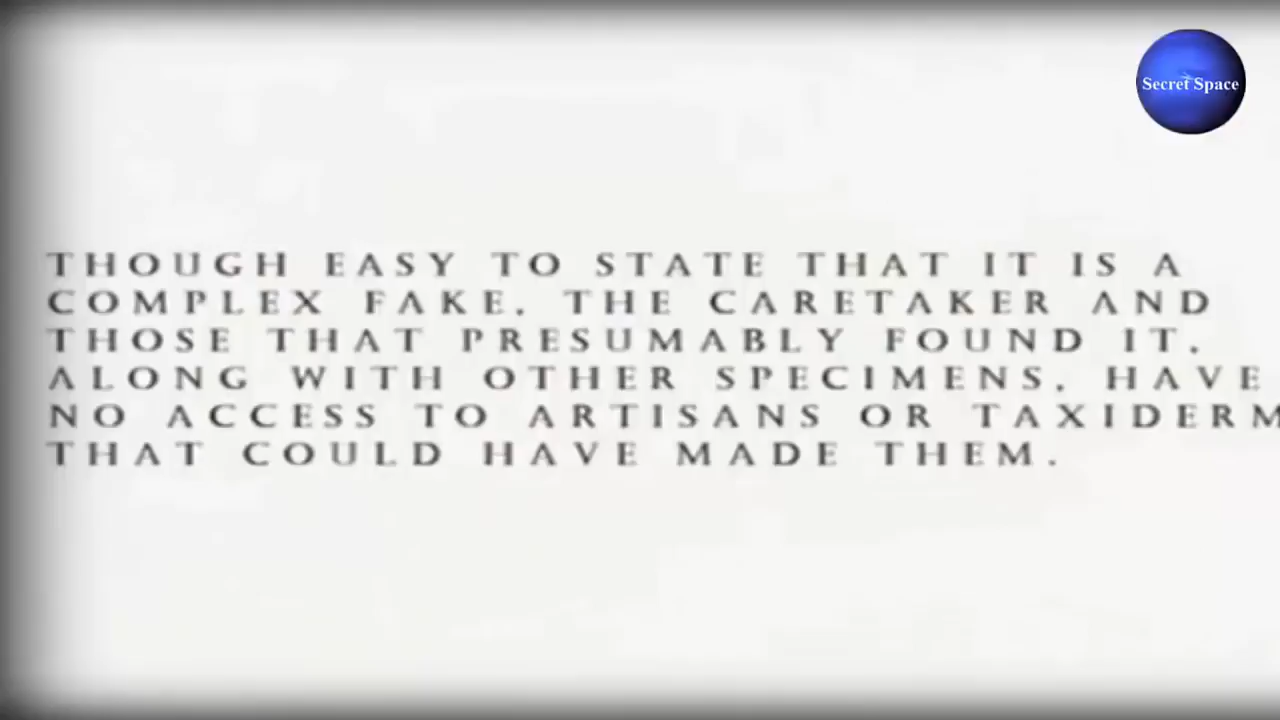 Secret Space
THOUGH EASY TO STATE THAT IT IS A
COMPLEX FAKE, THE CARETAKER AND
THOSE THAT PRESUMABLY FOUND IT,
ALONG WITH OTHER SPECIMENS, HAVE
NO ACCESS TO ARTISANS OR TAXIDERM
THAT COULD HAVE MADE THEM.